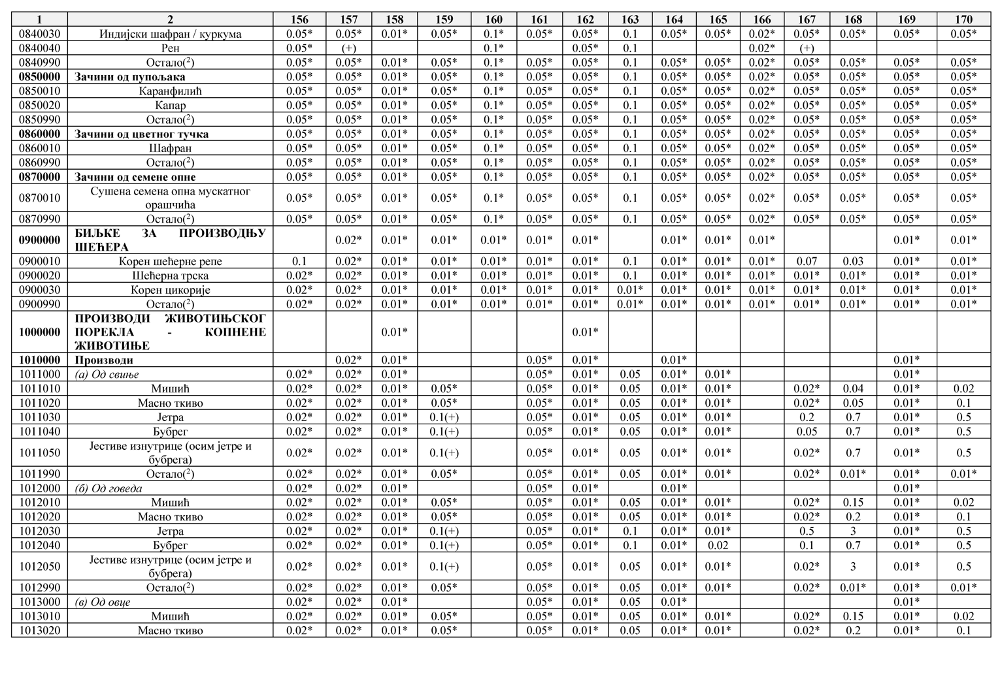 1 2 156 157 158 159 160 161 162 163 164 165 166 167 168 169 170
0840030 Индијски шафран / куркума 0.05* 0.05* 0.01* 0.05* 0.1* 0.05* 0.05* 0.1 0.05* 0.05* 0.02* 0.05* 0.05* 0.05* 0.05*
0840040 Рен 0.05* (+) 0.1* 0.05* 0.1 0.02* (+)
0840990 Остало(2) 0.05* 0.05* 0.01* 0.05* 0.1* 0.05* 0.05* 0.1 0.05* 0.05* 0.02* 0.05* 0.05* 0.05* 0.05*
0850000 Зачини од пупољака 0.05* 0.05* 0.01* 0.05* 0.1* 0.05* 0.05* 0.1 0.05* 0.05* 0.02* 0.05* 0.05* 0.05* 0.05*
0850010 Каранфилић 0.05* 0.05* 0.01* 0.05* 0.1* 0.05* 0.05* 0.1 0.05* 0.05* 0.02* 0.05* 0.05* 0.05* 0.05*
0850020 Капар 0.05* 0.05* 0.01* 0.05* 0.1* 0.05* 0.05* 0.1 0.05* 0.05* 0.02* 0.05* 0.05* 0.05* 0.05*
0850990 Остало(2) 0.05* 0.05* 0.01* 0.05* 0.1* 0.05* 0.05* 0.1 0.05* 0.05* 0.02* 0.05* 0.05* 0.05* 0.05*
0860000 Зачини од цветног тучка 0.05* 0.05* 0.01* 0.05* 0.1* 0.05* 0.05* 0.1 0.05* 0.05* 0.02* 0.05* 0.05* 0.05* 0.05*
0860010 Шафран 0.05* 0.05* 0.01* 0.05* 0.1* 0.05* 0.05* 0.1 0.05* 0.05* 0.02* 0.05* 0.05* 0.05* 0.05*
0860990 Остало(2) 0.05* 0.05* 0.01* 0.05* 0.1* 0.05* 0.05* 0.1 0.05* 0.05* 0.02* 0.05* 0.05* 0.05* 0.05*
0870000 Зачини од семене опне 0.05* 0.05* 0.01* 0.05* 0.1* 0.05* 0.05* 0.1 0.05* 0.05* 0.02* 0.05* 0.05* 0.05* 0.05*
0870010 Сушена семена опна мускатног
орашчића 0.05* 0.05* 0.01* 0.05* 0.1* 0.05* 0.05* 0.1 0.05* 0.05* 0.02* 0.05* 0.05* 0.05* 0.05*
0870990 Остало(2) 0.05* 0.05* 0.01* 0.05* 0.1* 0.05* 0.05* 0.1 0.05* 0.05* 0.02* 0.05* 0.05* 0.05* 0.05*
0900000 БИЉКЕ ЗА ПРОИЗВОДЊУ
ШЕЋЕРА 0.02* 0.01* 0.01* 0.01* 0.01* 0.01* 0.01* 0.01* 0.01* 0.01* 0.01*
0900010 Корен шећерне репе 0.1 0.02* 0.01* 0.01* 0.01* 0.01* 0.01* 0.1 0.01* 0.01* 0.01* 0.07 0.03 0.01* 0.01*
0900020 Шећерна трска 0.02* 0.02* 0.01* 0.01* 0.01* 0.01* 0.01* 0.1 0.01* 0.01* 0.01* 0.01* 0.01* 0.01* 0.01*
0900030 Корен цикорије 0.02* 0.02* 0.01* 0.01* 0.01* 0.01* 0.01* 0.01* 0.01* 0.01* 0.01* 0.01* 0.01* 0.01* 0.01*
0900990 Остало(2) 0.02* 0.02* 0.01* 0.01* 0.01* 0.01* 0.01* 0.01* 0.01* 0.01* 0.01* 0.01* 0.01* 0.01* 0.01*
1000000 ПРОИЗВОДИ ЖИВОТИЊСКОГ
ПОРЕКЛА - КОПНЕНЕ
ЖИВОТИЊЕ 0.01* 0.01*
1010000 Производи 0.02* 0.01* 0.05* 0.01* 0.01* 0.01*
1011000 (а) Од свиње 0.02* 0.02* 0.01* 0.05* 0.01* 0.05 0.01* 0.01* 0.01*
1011010 Мишић 0.02* 0.02* 0.01* 0.05* 0.05* 0.01* 0.05 0.01* 0.01* 0.02* 0.04 0.01* 0.02
1011020 Масно ткиво 0.02* 0.02* 0.01* 0.05* 0.05* 0.01* 0.05 0.01* 0.01* 0.02* 0.05 0.01* 0.1
1011030 Јетра 0.02* 0.02* 0.01* 0.1(+) 0.05* 0.01* 0.05 0.01* 0.01* 0.2 0.7 0.01* 0.5
1011040 Бубрег 0.02* 0.02* 0.01* 0.1(+) 0.05* 0.01* 0.05 0.01* 0.01* 0.05 0.7 0.01* 0.5
1011050 Јестиве изнутрице (осим јетре и
бубрега) 0.02* 0.02* 0.01* 0.1(+) 0.05* 0.01* 0.05 0.01* 0.01* 0.02* 0.7 0.01* 0.5
1011990 Остало(2) 0.02* 0.02* 0.01* 0.05* 0.05* 0.01* 0.05 0.01* 0.01* 0.02* 0.01* 0.01* 0.01*
1012000 (б) Од говеда 0.02* 0.02* 0.01* 0.05* 0.01* 0.01* 0.01*
1012010 Мишић 0.02* 0.02* 0.01* 0.05* 0.05* 0.01* 0.05 0.01* 0.01* 0.02* 0.15 0.01* 0.02
1012020 Масно ткиво 0.02* 0.02* 0.01* 0.05* 0.05* 0.01* 0.05 0.01* 0.01* 0.02* 0.2 0.01* 0.1
1012030 Јетра 0.02* 0.02* 0.01* 0.1(+) 0.05* 0.01* 0.1 0.01* 0.01* 0.5 3 0.01* 0.5
1012040 Бубрег 0.02* 0.02* 0.01* 0.1(+) 0.05* 0.01* 0.1 0.01* 0.02 0.1 0.7 0.01* 0.5
1012050 Јестиве изнутрице (осим јетре и
бубрега) 0.02* 0.02* 0.01* 0.1(+) 0.05* 0.01* 0.05 0.01* 0.01* 0.02* 3 0.01* 0.5
1012990 Остало(2) 0.02* 0.02* 0.01* 0.05* 0.05* 0.01* 0.05 0.01* 0.01* 0.02* 0.01* 0.01* 0.01*
1013000 (в) Од овце 0.02* 0.02* 0.01* 0.05* 0.01* 0.05 0.01* 0.01*
1013010 Мишић 0.02* 0.02* 0.01* 0.05* 0.05* 0.01* 0.05 0.01* 0.01* 0.02* 0.15 0.01* 0.02
1013020 Масно ткиво 0.02* 0.02* 0.01* 0.05* 0.05* 0.01* 0.05 0.01* 0.01* 0.02* 0.2 0.01* 0.1